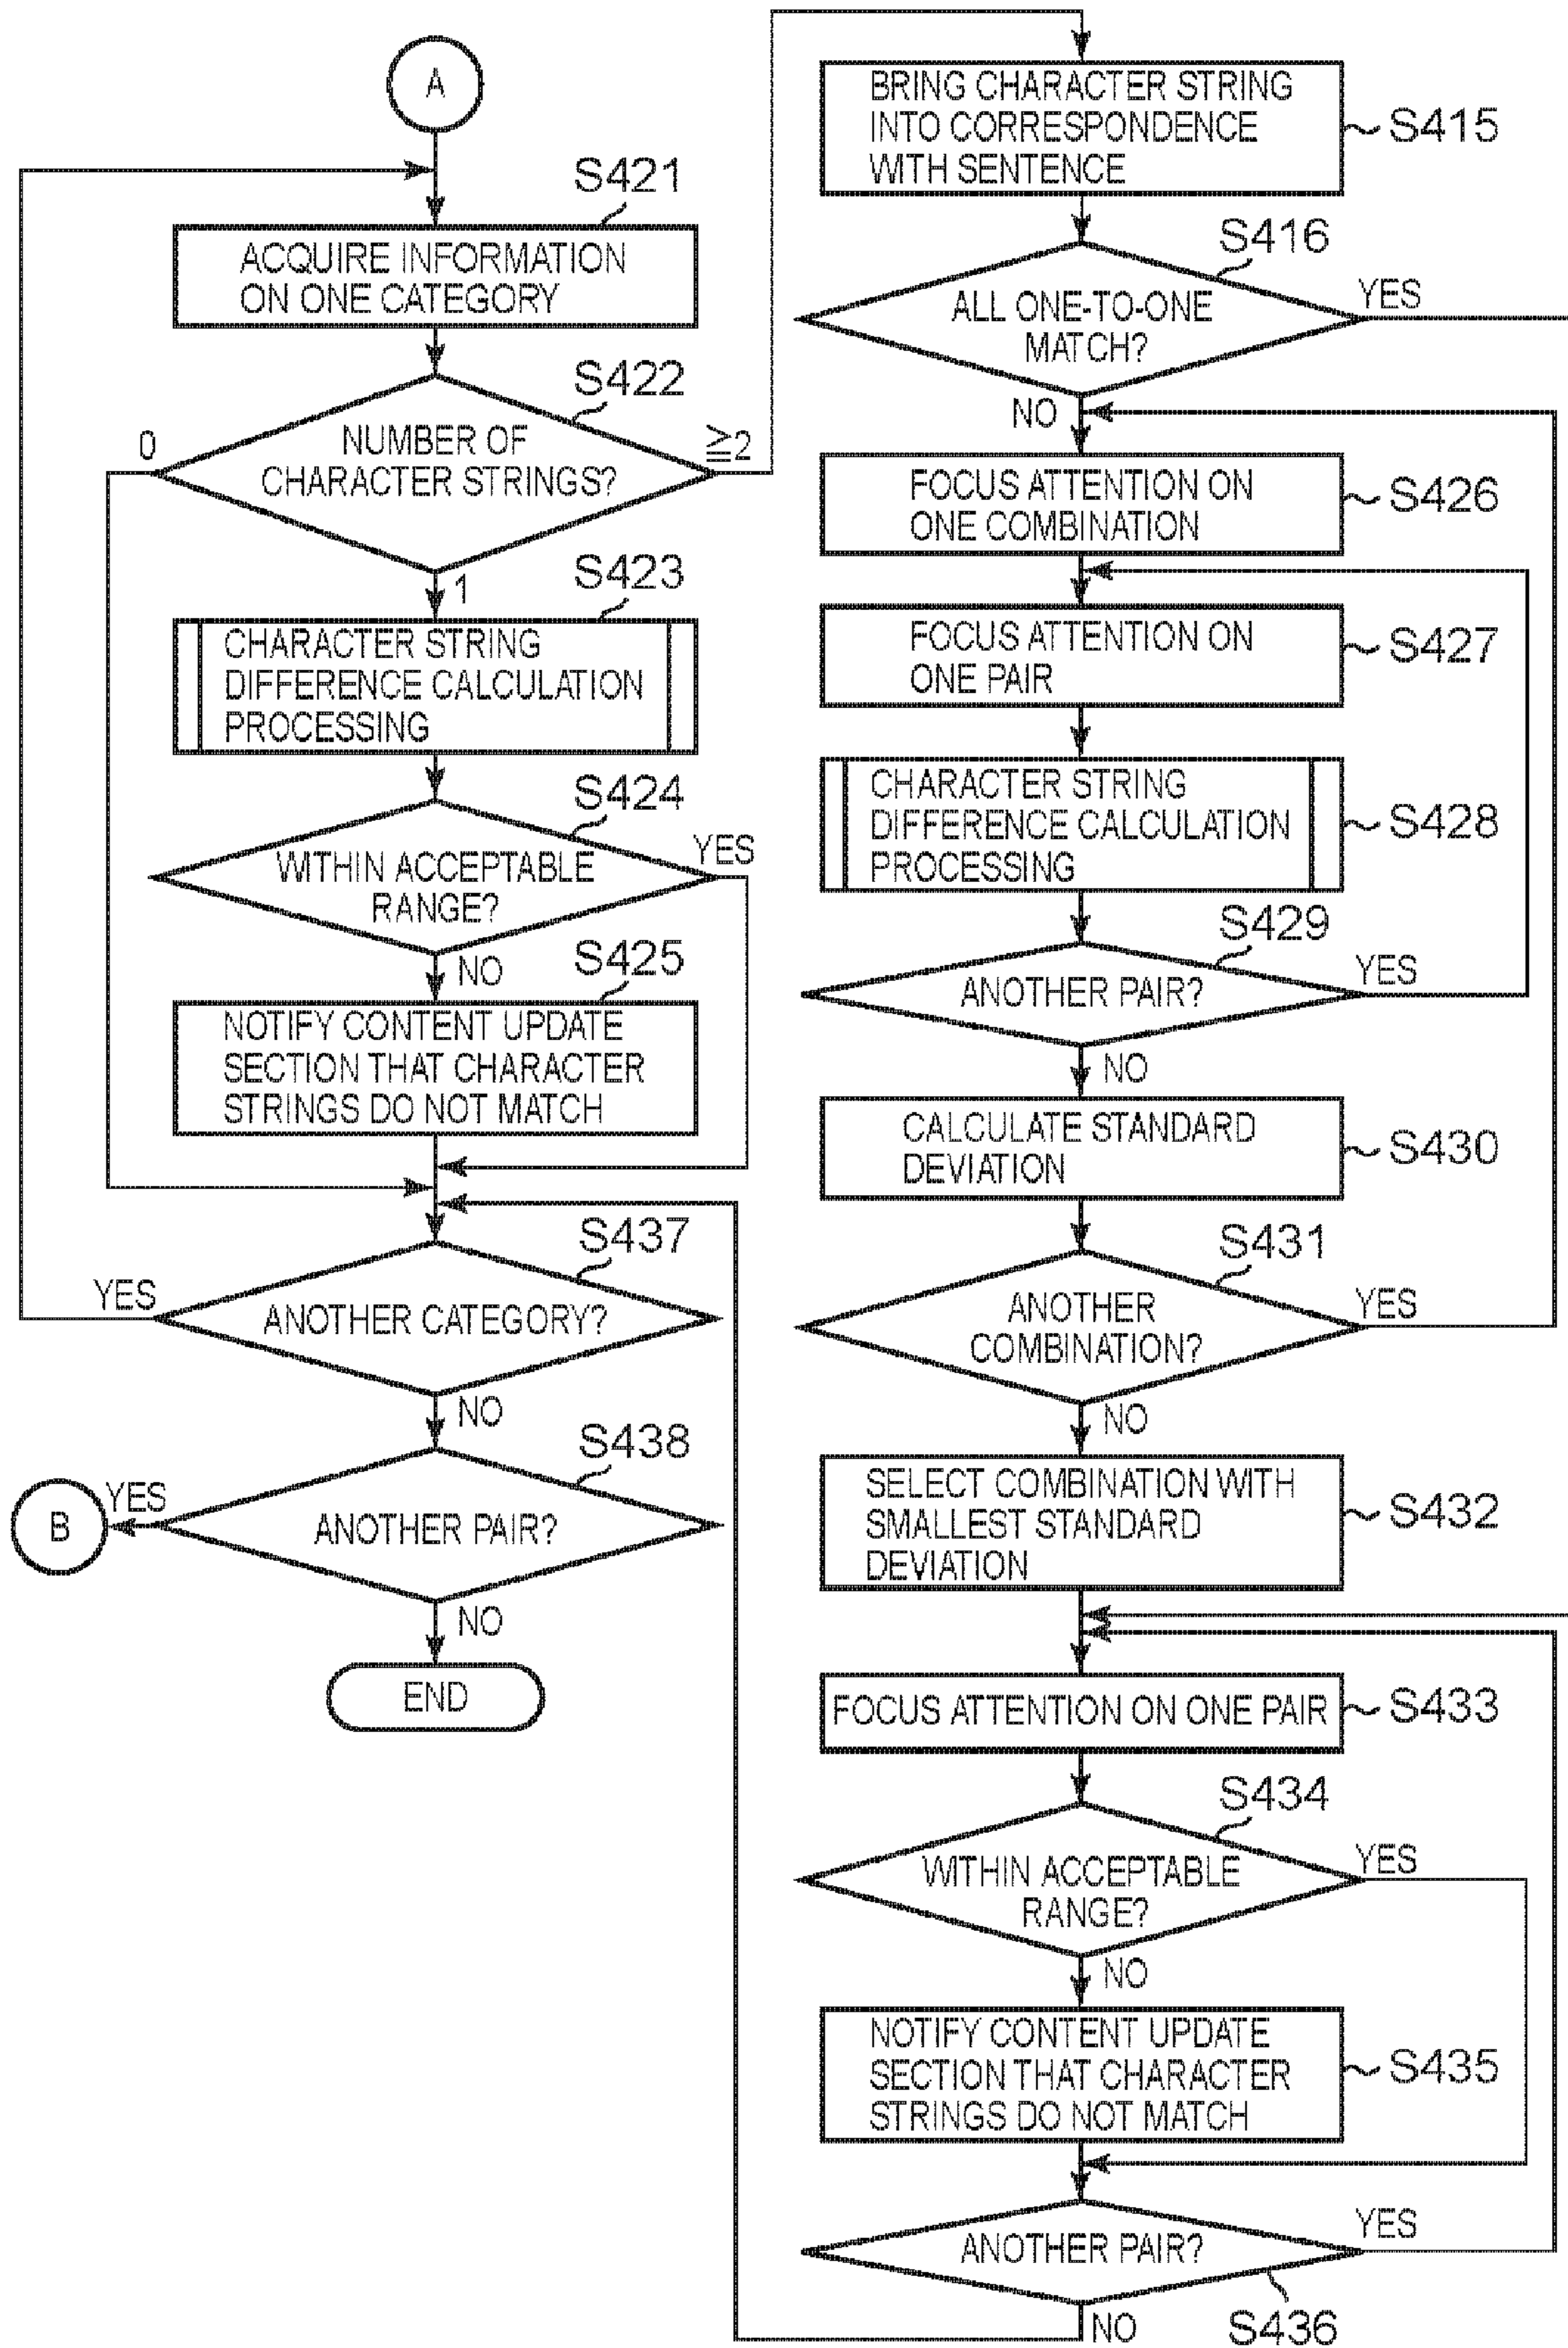 A
S421
ACQUIRE INFORMATION
ON ONE CATEGORY
S422
0
NUMBER OF
CHARACTER STRINGS?
≧2
1
S423
CHARACTER STRING
DIFFERENCE CALCULATION
PROCESSING
S424
WITHIN ACCEPTABLE
RANGE?
YES
NO
S425
NOTIFY CONTENT UPDATE
SECTION THAT CHARACTER
STRINGS DO NOT MATCH
S437
YES
ANOTHER CATEGORY?
NO
S438
B
YES
ANOTHER PAIR?
NO
END
BRING CHARACTER STRING
INTO CORRESPONDENCE
WITH SENTENCE
S415
S416
ALL ONE-TO-ONE
MATCH?
YES
NO
FOCUS ATTENTION ON
ONE COMBINATION
S426
FOCUS ATTENTION ON
ONE PAIR
S427
CHARACTER STRING
DIFFERENCE CALCULATION
PROCESSING
S428
S429
ANOTHER PAIR?
YES
NO
CALCULATE STANDARD
DEVIATION
S430
S431
ANOTHER
COMBINATION?
YES
NO
SELECT COMBINATION WITH
SMALLEST STANDARD
DEVIATION
S432
FOCUS ATTENTION ON ONE PAIR
S433
S434
WITHIN ACCEPTABLE
RANGE?
YES
NO
NOTIFY CONTENT UPDATE
SECTION THAT CHARACTER
STRINGS DO NOT MATCH
S435
ANOTHER PAIR?
YES
S436
NO